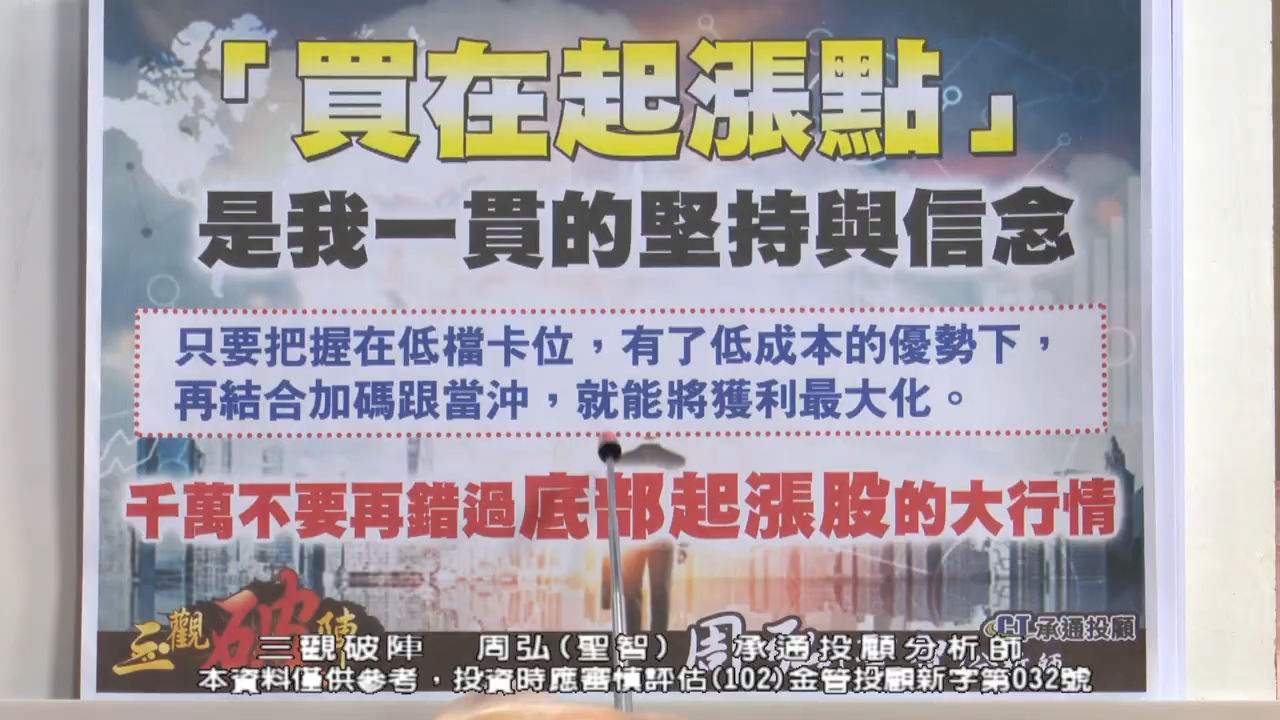 「買在起漲點」
是我一貫的堅持與信念
只要把握在低檔卡位，有了低成本的優勢下，
再結合加碼跟當沖，就能將獲利最大化。
千萬不要再錯過底部起漲股的大行情
三觀破陣
CT承通投顧
三觀破陣 周弘(聖智) 承通投顧分析師
本資料僅供參考，投資時應審慎評估(102)金管投顧新字第032號